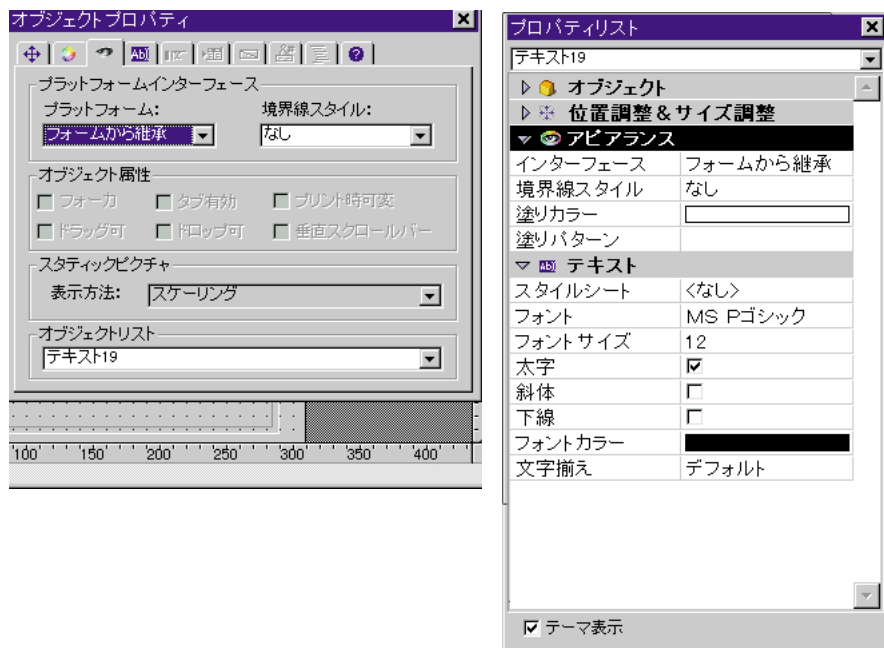 オブジェクトプロパティ
Ab
?
プラットフォームインターフェース
プラットフォーム: 境界線スタイル:
フォームから継承 なし
オブジェクト属性
フォーカ タブ有効 プリント時可変
ドラッグ可 ドロップ可 垂直スクロールバー
スタティックピクチャ
表示方法: スケーリング
オブジェクトリスト
テキスト19
100 150 200 250 300 350 400
プロパティリスト
テキスト19
オブジェクト
位置調整&サイズ調整
アピアランス
インターフェース フォームから継承
境界線スタイル なし
塗りカラー
塗りパターン
テキスト
スタイルシート <なし>
フォント MS Pゴシック
フォントサイズ 12
太字
斜体
下線
フォントカラー
文字揃え デフォルト
テーマ表示